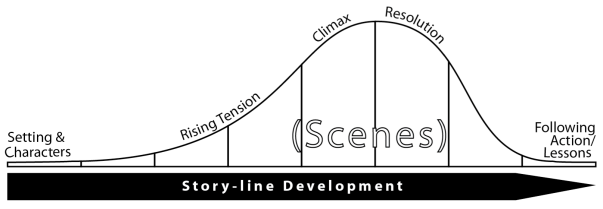 Setting &
Characters
Rising Tension
Climax
Resolution
(Scenes)
Following
Action/
Lessons
Story-line Development